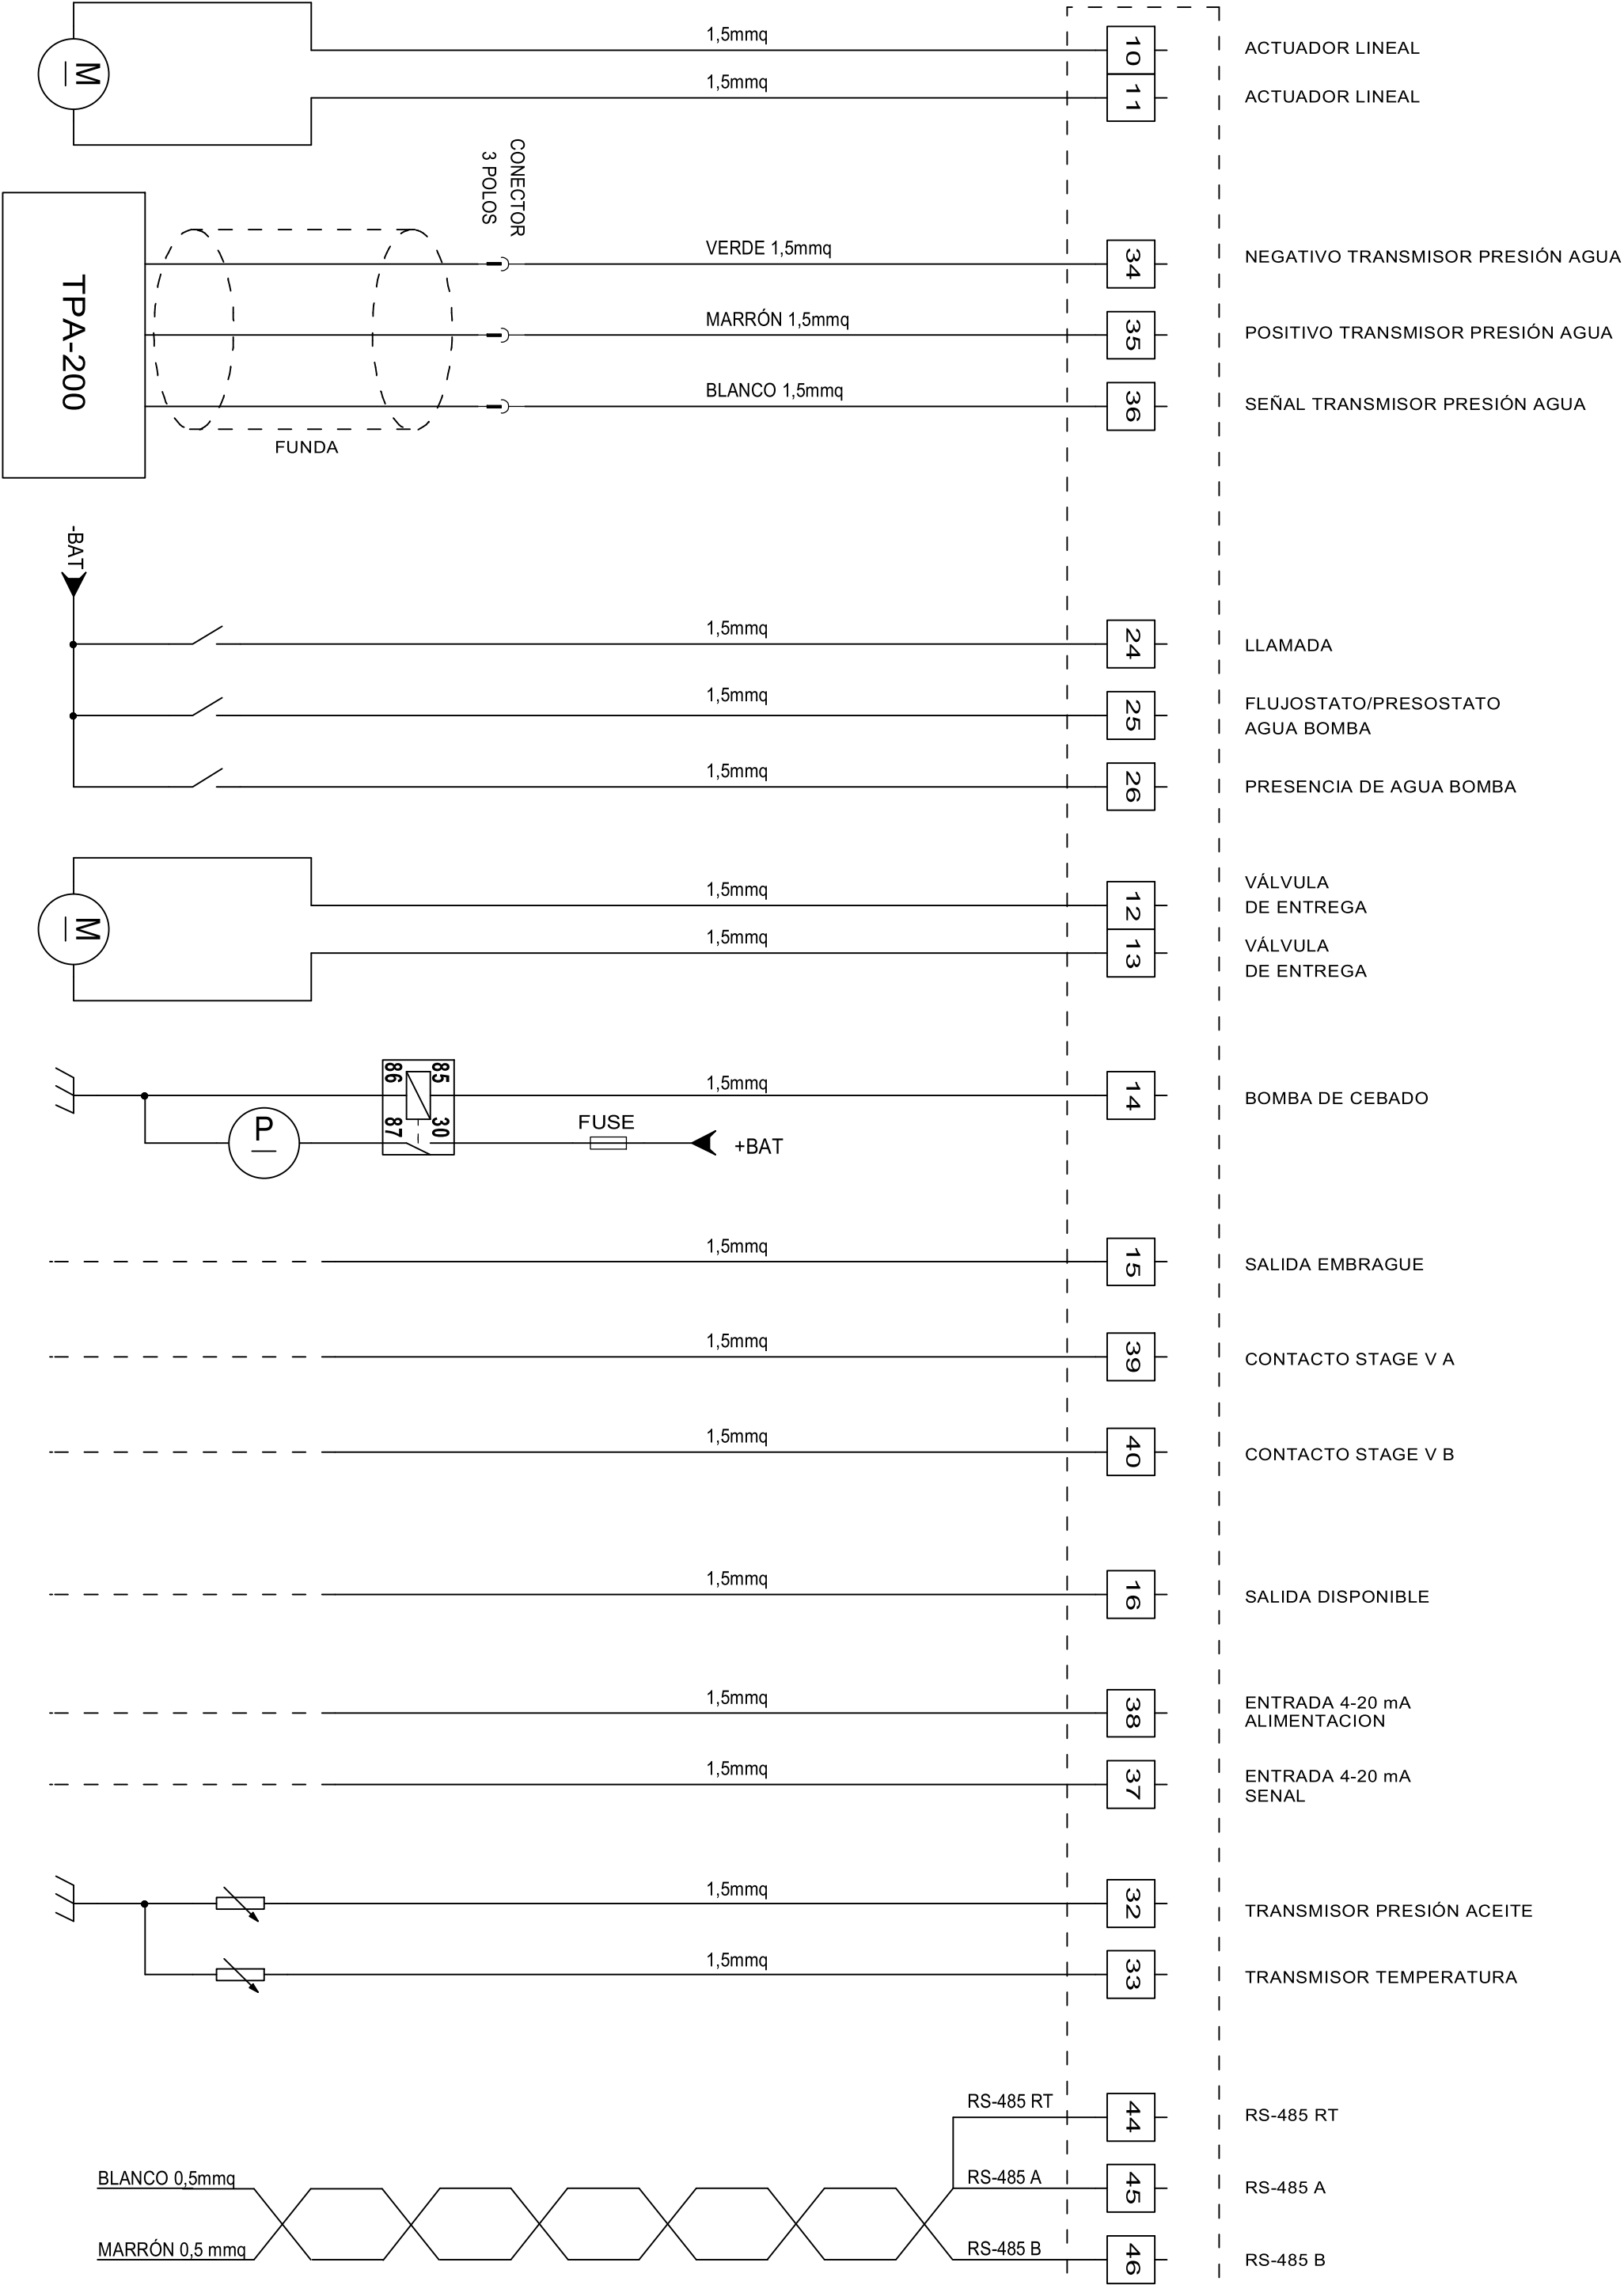 1,5mmq
10
ACTUADOR LINEAL
M
1,5mmq
11
ACTUADOR LINEAL
CONECTOR
3 POLOS
TPA-200
VERDE 1,5mmq
34
NEGATIVO TRANSMISOR PRESIÓN AGUA
MARRÓN 1,5mmq
35
POSITIVO TRANSMISOR PRESIÓN AGUA
BLANCO 1,5mmq
36
SEÑAL TRANSMISOR PRESIÓN AGUA
FUNDA
-BAT
1,5mmq
24
LLAMADA
1,5mmq
25
FLUJOSTATO/PRESOSTATO
AGUA BOMBA
1,5mmq
26
PRESENCIA DE AGUA BOMBA
M
1,5mmq
12
VÁLVULA
DE ENTREGA
1,5mmq
13
VÁLVULA
DE ENTREGA
86
85
1,5mmq
14
BOMBA DE CEBADO
P
87
30
FUSE
+BAT
1,5mmq
15
SALIDA EMBRAGUE
1,5mmq
39
CONTACTO STAGE V A
1,5mmq
40
CONTACTO STAGE V B
1,5mmq
16
SALIDA DISPONIBLE
1,5mmq
38
ENTRADA 4-20 mA
ALIMENTACION
1,5mmq
37
ENTRADA 4-20 mA
SENAL
1,5mmq
32
TRANSMISOR PRESIÓN ACEITE
1,5mmq
33
TRANSMISOR TEMPERATURA
RS-485 RT
44
RS-485 RT
BLANCO 0,5mmq
RS-485 A
45
RS-485 A
MARRÓN 0,5 mmq
RS-485 B
46
RS-485 B